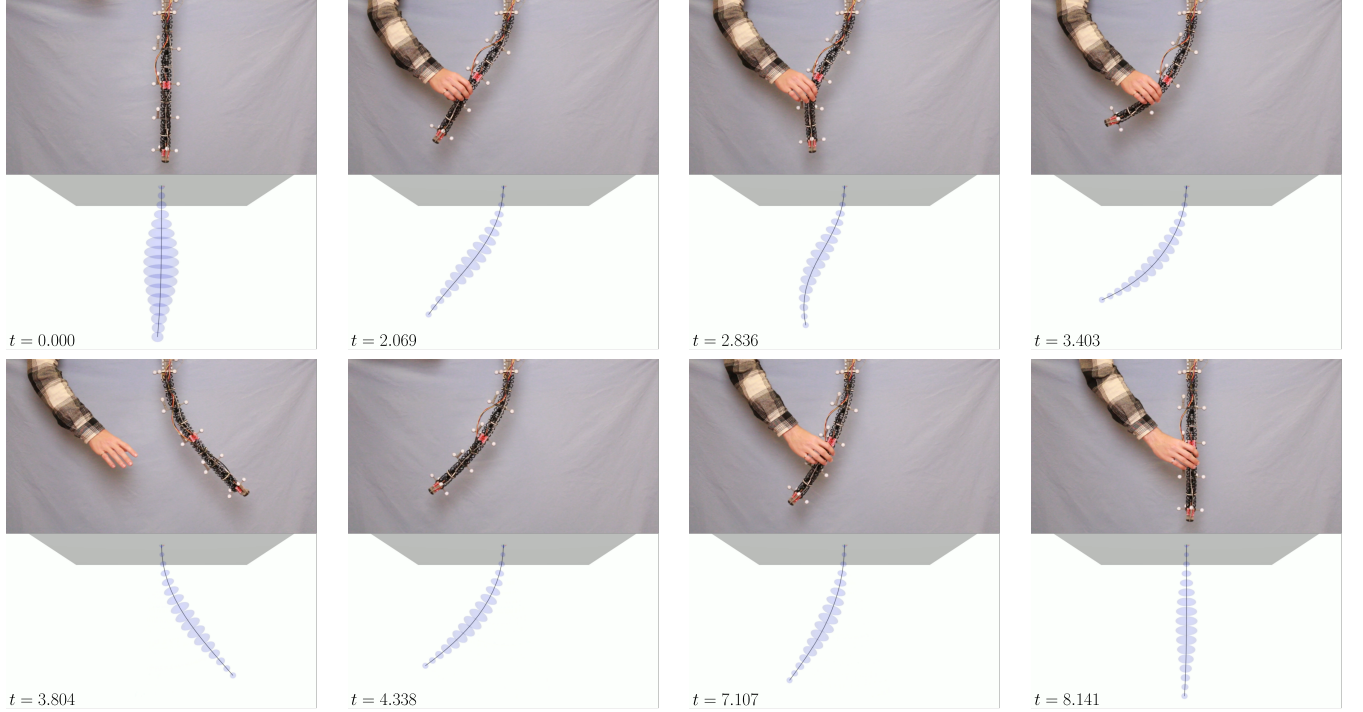 t = 0.000
t = 2.069
t = 2.836
t = 3.403
t = 3.804
t = 4.338
t = 7.107
t = 8.141